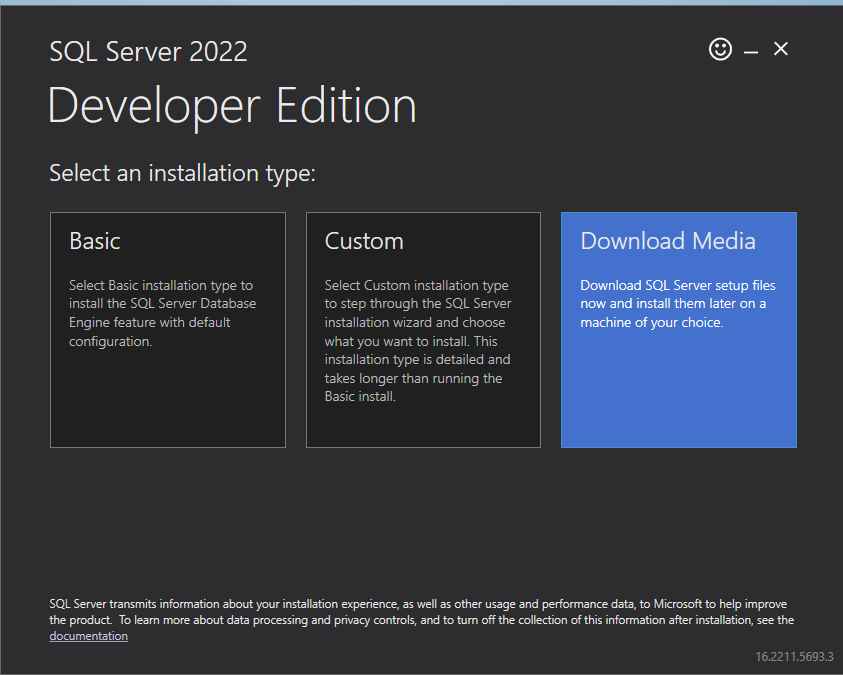 SQL Server 2022
Developer Edition
Select an installation type:
Basic
Select Basic installation type to
install the SQL Server Database
Engine feature with default
configuration.
Custom
Select Custom installation type
to step through the SQL Server
installation wizard and choose
what you want to install. This
installation type is detailed and
takes longer than running the
Basic install.
Download Media
Download SQL Server setup files
now and install them later on a
machine of your choice.
SQL Server transmits information about your installation experience, as well as other usage and performance data, to Microsoft to help improve
the product.  To learn more about data processing and privacy controls, and to turn off the collection of this information after installation, see the
documentation
16.2211.5693.3